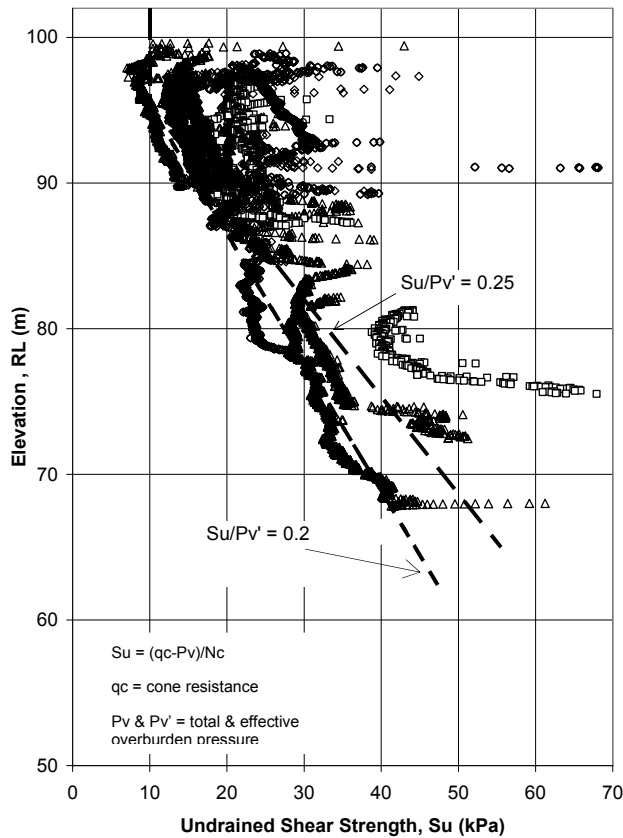 100
90
80
70
60
50
0
10
20
30
40
50
60
70
Elevation , RL (m)
Undrained Shear Strength, Su (kPa)
Su/Pv' = 0.25
Su/Pv' = 0.2
Su = (qc-Pv)/Nc
qc = cone resistance
Pv & Pv' = total & effective
overburden pressure